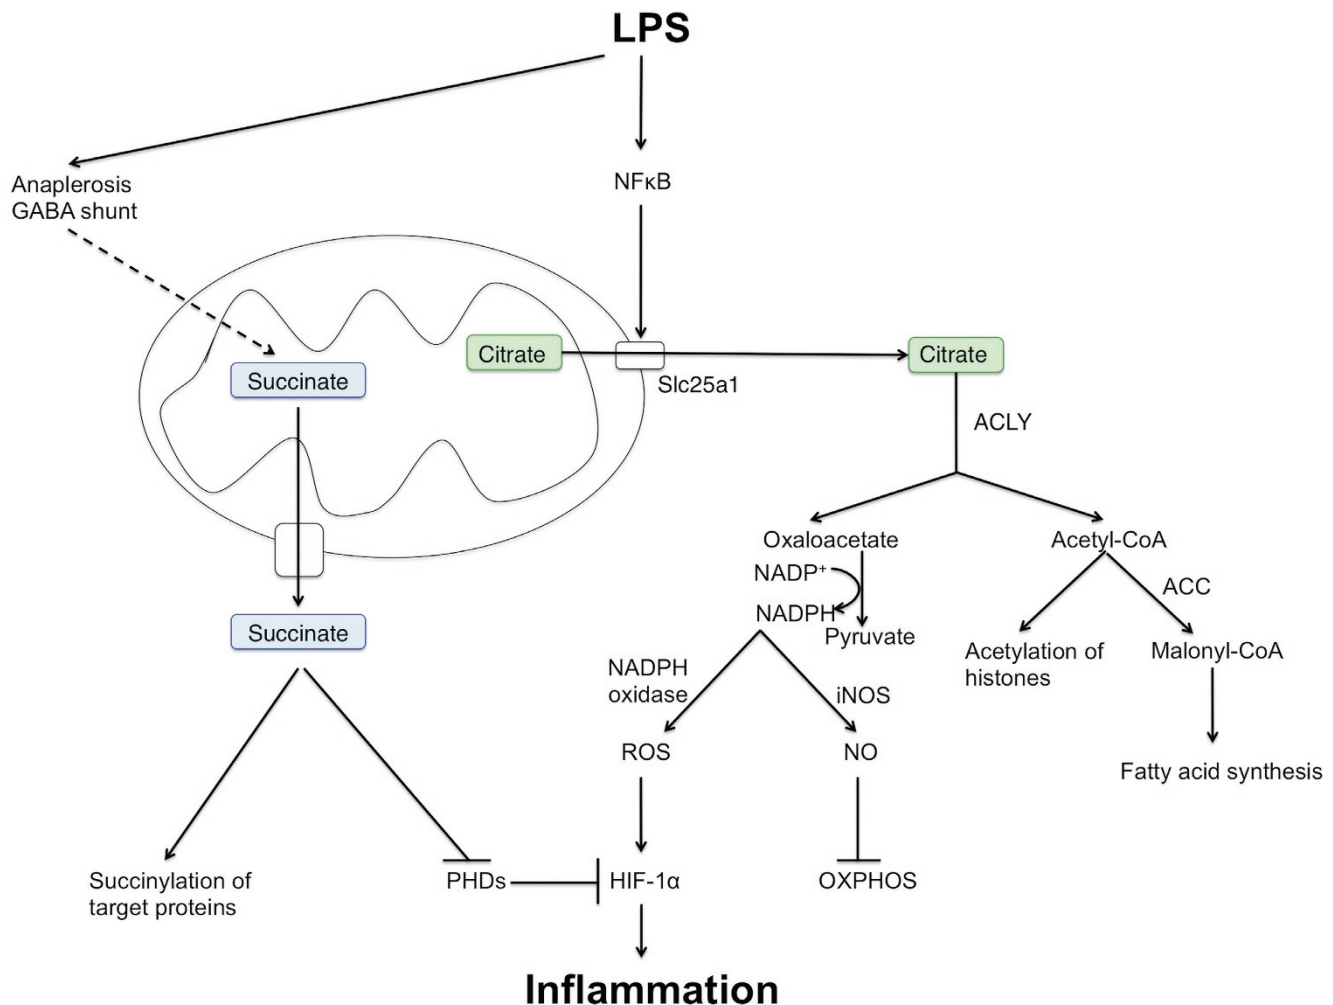 LPS
Anaplerosis
GABA shunt
NFκB
Citrate
Slc25a1
Citrate
Succinate
ACLY
Oxaloacetate
Acetyl-CoA
NADP⁺
NADPH
Pyruvate
ACC
Succinate
Acetylation of
histones
Malonyl-CoA
NADPH
oxidase
iNOS
ROS
NO
Fatty acid synthesis
Succinylation of
target proteins
PHDs
HIF-1α
OXPHOS
Inflammation